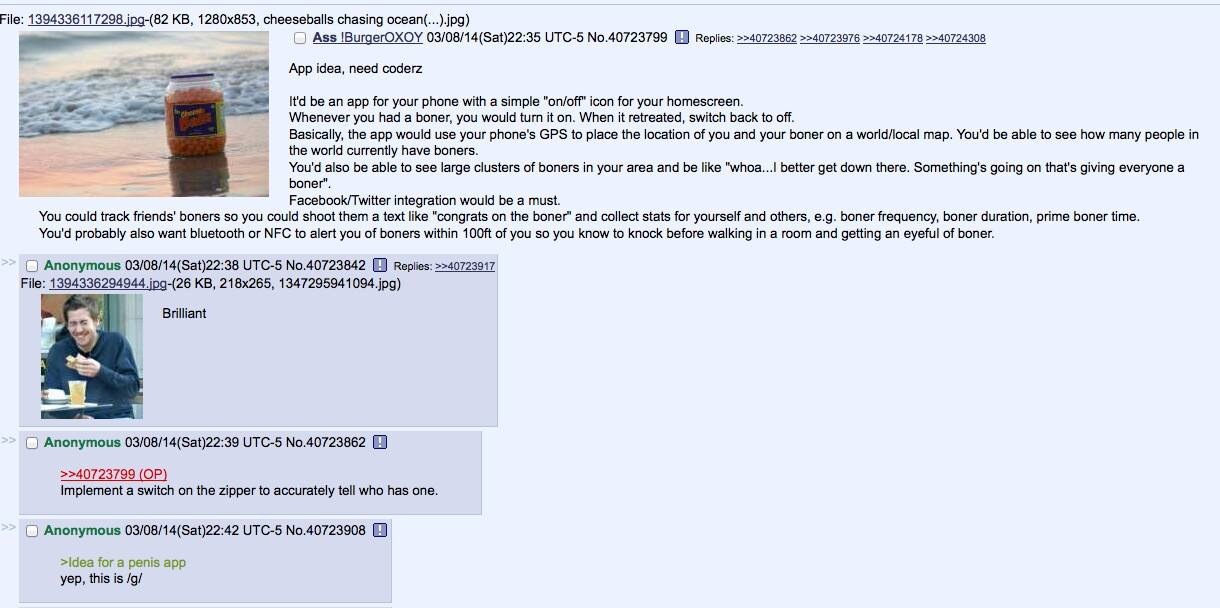 File: 1394336117298.jpg-(82 KB, 1280x853, cheeseballs chasing ocean(...).jpg)
Ass !BurgerOXOY 03/08/14(Sat)22:35 UTC-5 No.40723799 ! Replies: >>40723862 >>40723976 >>40724178 >>40724308
App idea, need coderz
It'd be an app for your phone with a simple "on/off" icon for your homescreen.
Whenever you had a boner, you would turn it on. When it retreated, switch back to off.
Basically, the app would use your phone's GPS to place the location of you and your boner on a world/local map. You'd be able to see how many people in
the world currently have boners.
You'd also be able to see large clusters of boners in your area and be like "whoa...I better get down there. Something's going on that's giving everyone a
boner".
Facebook/Twitter integration would be a must.
You could track friends' boners so you could shoot them a text like "congrats on the boner" and collect stats for yourself and others, e.g. boner frequency, boner duration, prime boner time.
You'd probably also want bluetooth or NFC to alert you of boners within 100ft of you so you know to knock before walking in a room and getting an eyeful of boner.
>> Anonymous 03/08/14(Sat)22:38 UTC-5 No.40723842 ! Replies: >>40723917
File: 1394336294944.jpg-(26 KB, 218x265, 1347295941094.jpg)
Brilliant
>> Anonymous 03/08/14(Sat)22:39 UTC-5 No.40723862 !
>>40723799 (OP)
Implement a switch on the zipper to accurately tell who has one.
>> Anonymous 03/08/14(Sat)22:42 UTC-5 No.40723908 !
>Idea for a penis app
yep, this is /g/